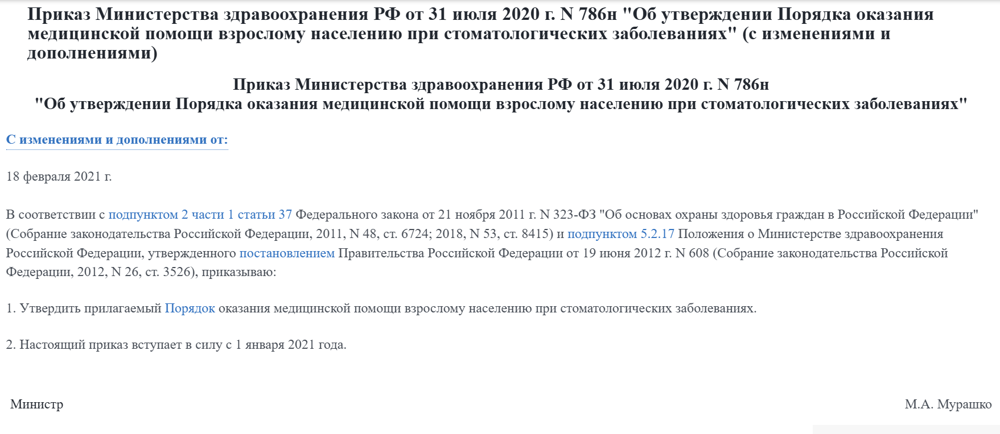 Приказ Министерства здравоохранения РФ от 31 июля 2020 г. N 786н "Об утверждении Порядка оказания
медицинской помощи взрослому населению при стоматологических заболеваниях" (с изменениями и
дополнениями)
Приказ Министерства здравоохранения РФ от 31 июля 2020 г. N 786н
"Об утверждении Порядка оказания медицинской помощи взрослому населению при стоматологических заболеваниях"
С изменениями и дополнениями от:
18 февраля 2021 г.
В соответствии с подпунктом 2 части 1 статьи 37 Федерального закона от 21 ноября 2011 г. N 323-ФЗ "Об основах охраны здоровья граждан в Российской Федерации"
(Собрание законодательства Российской Федерации, 2011, N 48, ст. 6724; 2018, N 53, ст. 8415) и подпунктом 5.2.17 Положения о Министерстве здравоохранения
Российской Федерации, утвержденного постановлением Правительства Российской Федерации от 19 июня 2012 г. N 608 (Собрание законодательства Российской
Федерации, 2012, N 26, ст. 3526), приказываю:
1. Утвердить прилагаемый Порядок оказания медицинской помощи взрослому населению при стоматологических заболеваниях.
2. Настоящий приказ вступает в силу с 1 января 2021 года.
Министр М.А. Мурашко